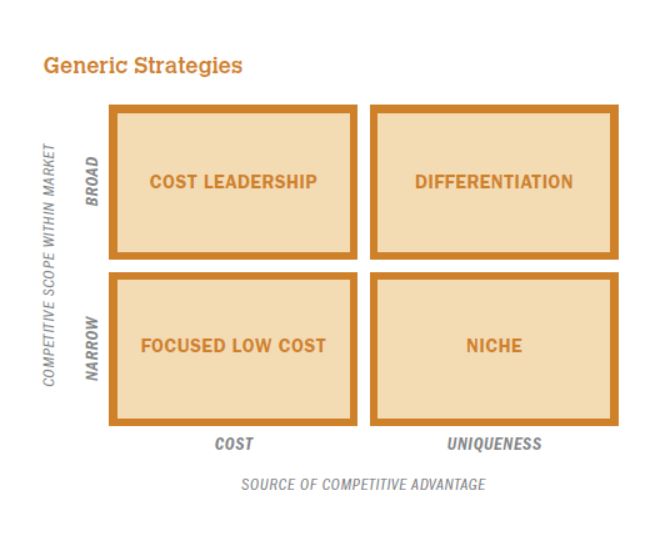 Generic Strategies
COMPETITIVE SCOPE WITHIN MARKET
BROAD
COST LEADERSHIP
DIFFERENTIATION
NARROW
FOCUSED LOW COST
NICHE
COST
UNIQUENESS
SOURCE OF COMPETITIVE ADVANTAGE